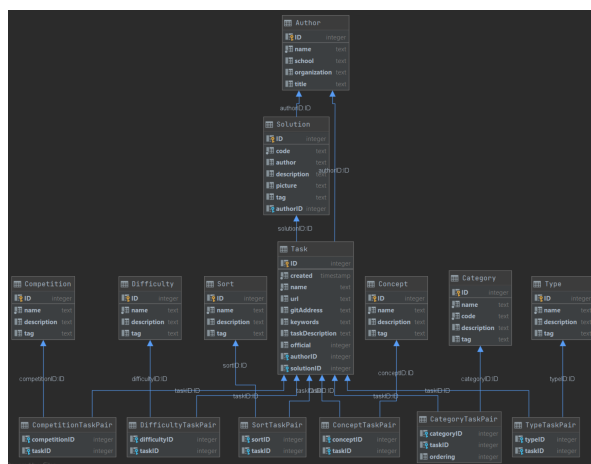 Author
ID integer
name text
school text
organization text
title text
authorID:ID
Solution
ID integer
code text
author text
description text
picture text
tag text
authorID integer
authorID:ID
solutionID:ID
Task
ID integer
created timestamp
name text
url text
gitAddress text
keywords text
taskDescription text
official integer
authorID integer
solutionID integer
Competition
ID integer
name text
description text
tag text
Difficulty
ID integer
name text
description text
tag text
Sort
ID integer
name text
description text
tag text
Concept
ID integer
name text
description text
tag text
Category
ID integer
name text
code text
description text
tag text
Type
ID integer
name text
description text
tag text
competitionID:ID
difficultyID:ID
sortID:ID
conceptID:ID
categoryID:ID
typeID:ID
taskID:ID
taskID:ID
taskID:ID
CompetitionTaskPair
competitionID integer
taskID integer
DifficultyTaskPair
difficultyID integer
taskID integer
SortTaskPair
sortID integer
taskID integer
ConceptTaskPair
conceptID integer
taskID integer
CategoryTaskPair
categoryID integer
taskID integer
ordering integer
TypeTaskPair
typeID integer
taskID integer